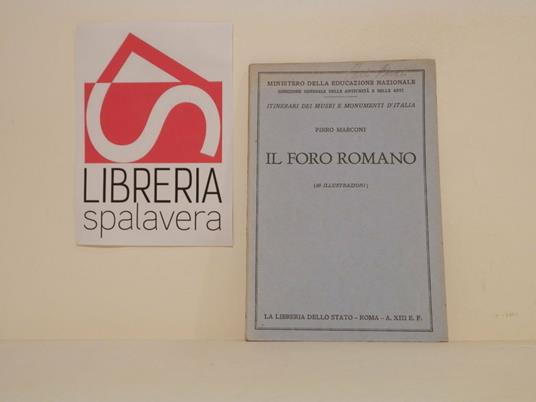 LIBRERIA
spalavera
MINISTERO DELLA EDUCAZIONE NAZIONALE
DIREZIONE GENERALE DELLE ANTICHITÀ E DELLE ARTI
ITINERARI DEI MUSEI E MONUMENTI D'ITALIA
PIRRO MARCONI
IL FORO ROMANO
ILLUSTRAZIONI)
LA LIBRERIA DELLO STATO - ROMA - A. XIII E. F.